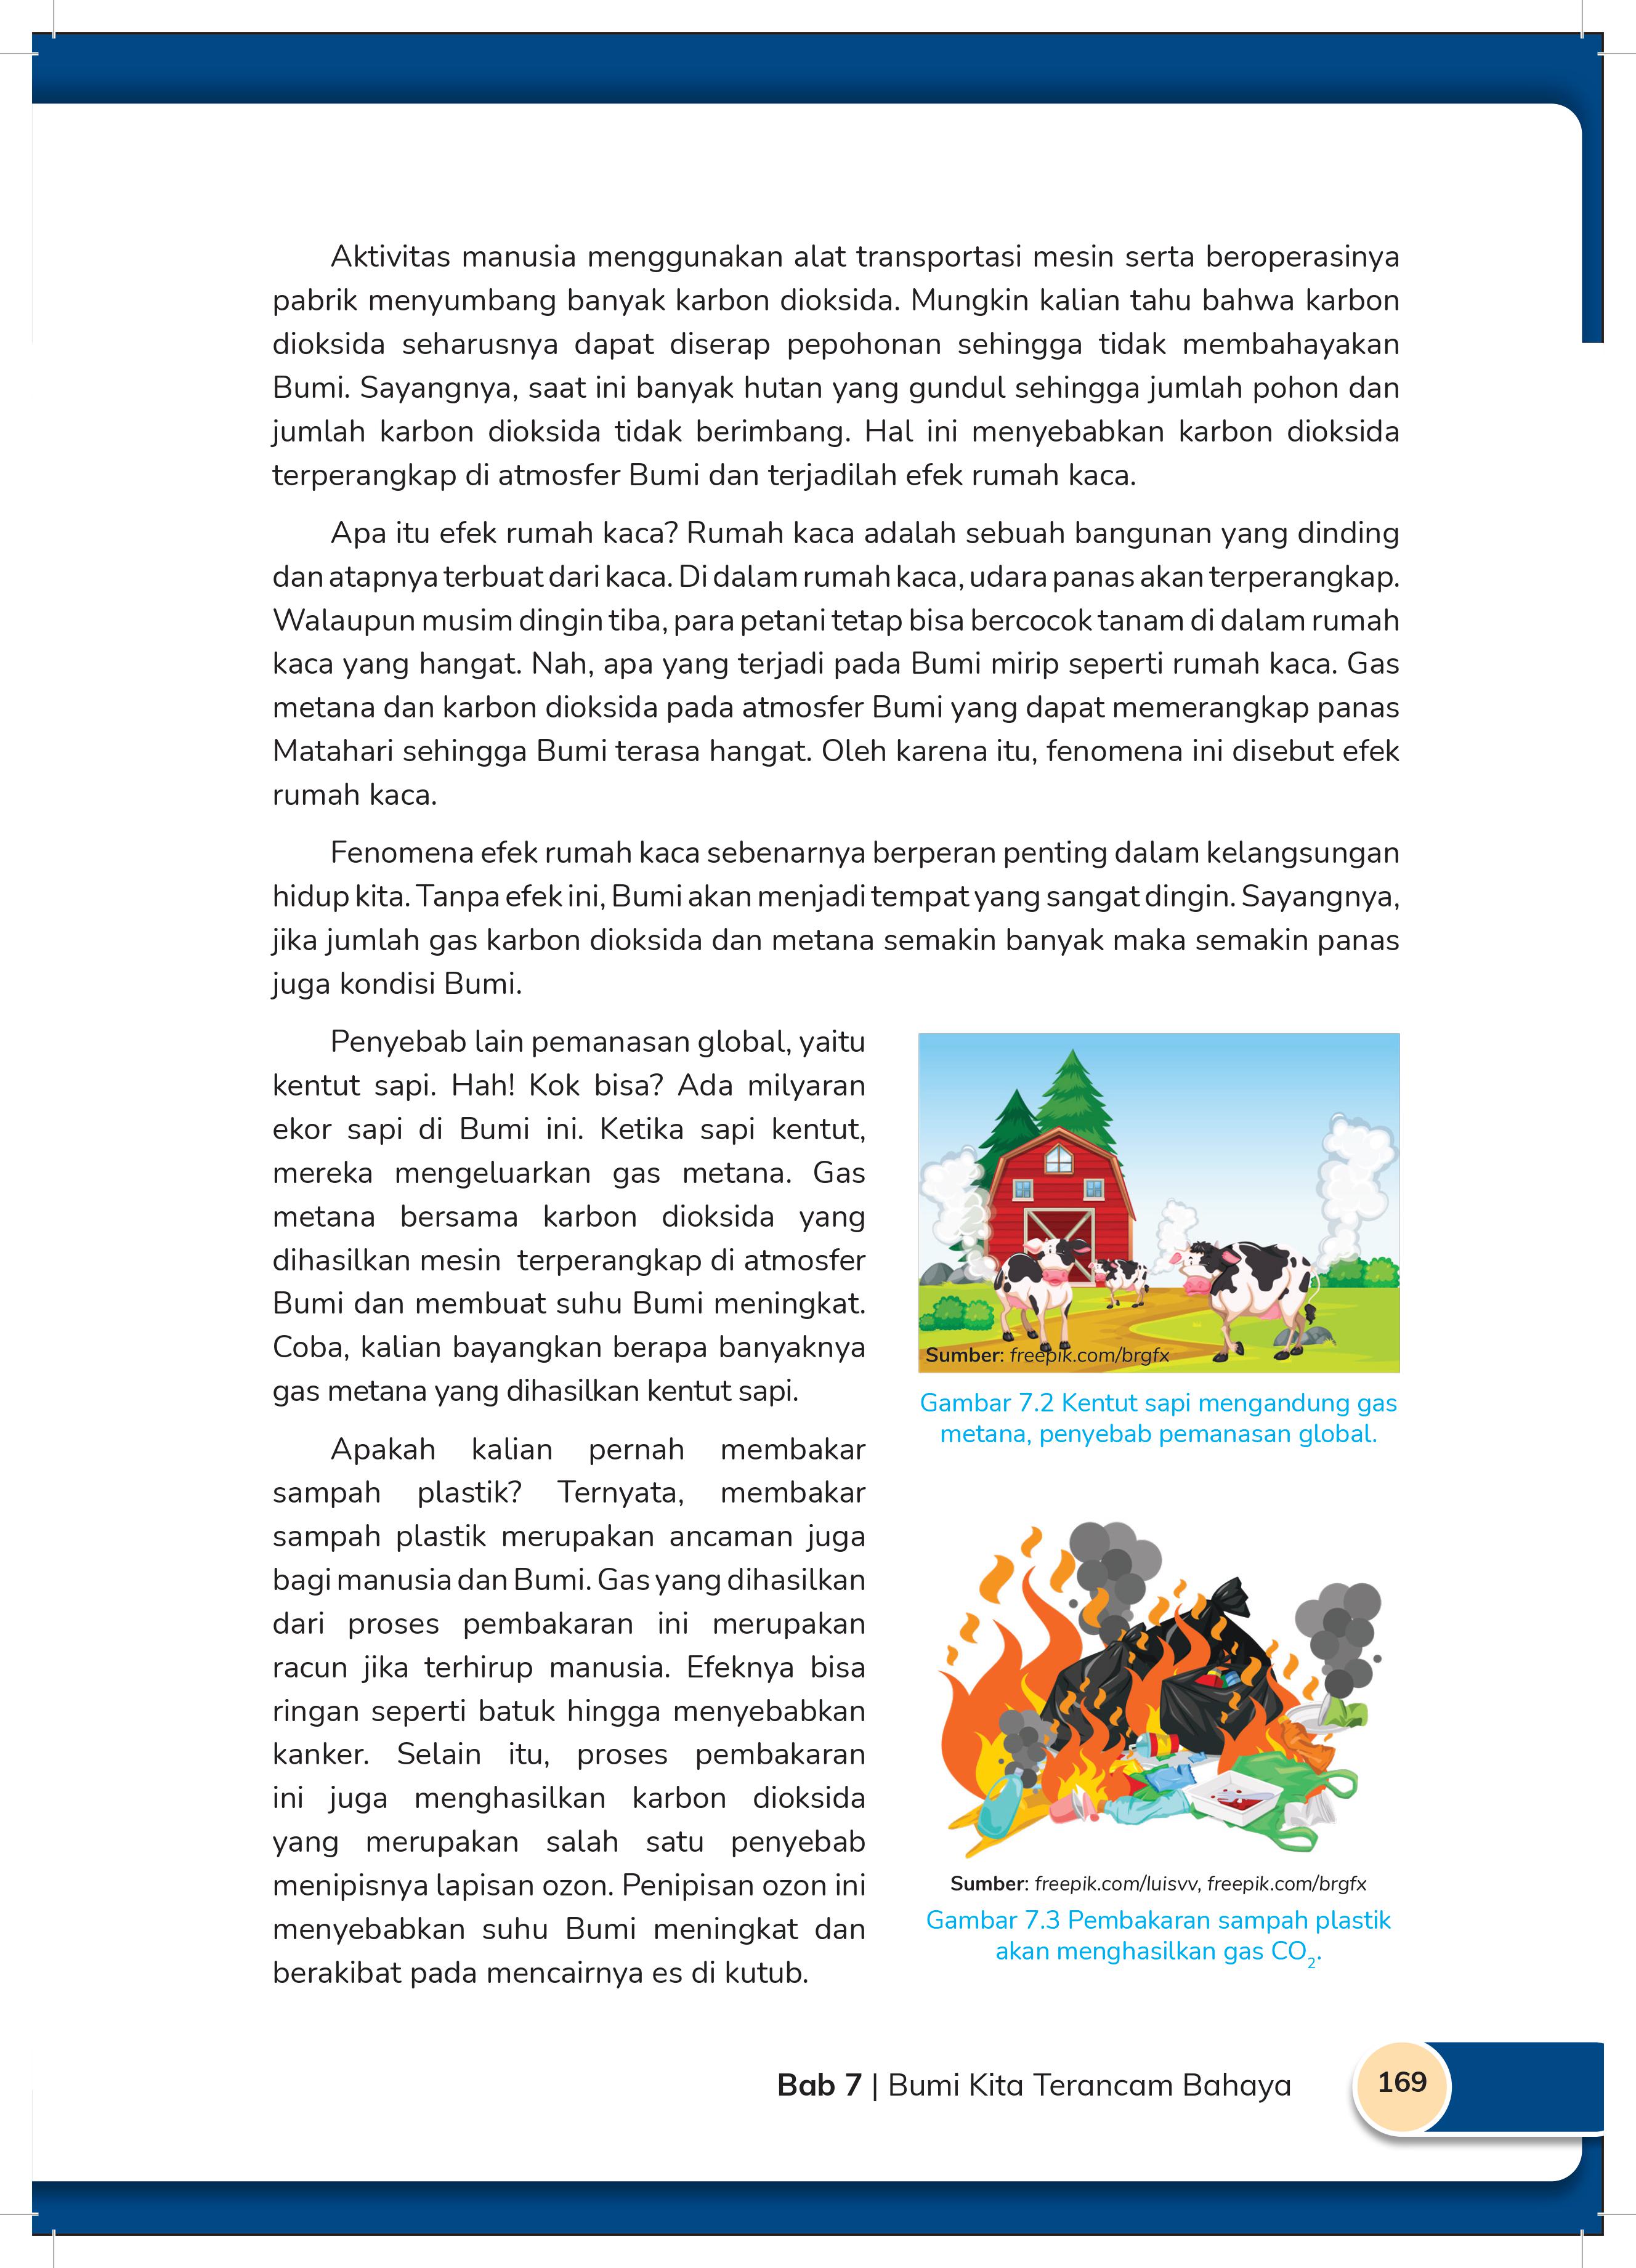 Aktivitas manusia menggunakan alat transportasi mesin serta beroperasinya
pabrik menyumbang banyak karbon dioksida. Mungkin kalian tahu bahwa karbon
dioksida seharusnya dapat diserap pepohonan sehingga tidak membahayakan
Bumi. Sayangnya, saat ini banyak hutan yang gundul sehingga jumlah pohon dan
jumlah karbon dioksida tidak berimbang. Hal ini menyebabkan karbon dioksida
terperangkap di atmosfer Bumi dan terjadilah efek rumah kaca.
Apa itu efek rumah kaca? Rumah kaca adalah sebuah bangunan yang dinding
dan atapnya terbuat dari kaca. Di dalam rumah kaca, udara panas akan terperangkap.
Walaupun musim dingin tiba, para petani tetap bisa bercocok tanam di dalam rumah
kaca yang hangat. Nah, apa yang terjadi pada Bumi mirip seperti rumah kaca. Gas
metana dan karbon dioksida pada atmosfer Bumi yang dapat memerangkap panas
Matahari sehingga Bumi terasa hangat. Oleh karena itu, fenomena ini disebut efek
rumah kaca.
Fenomena efek rumah kaca sebenarnya berperan penting dalam kelangsungan
hidup kita. Tanpa efek ini, Bumi akan menjadi tempat yang sangat dingin. Sayangnya,
jika jumlah gas karbon dioksida dan metana semakin banyak maka semakin panas
juga kondisi Bumi.
Penyebab lain pemanasan global, yaitu
kentut sapi. Hah! Kok bisa? Ada milyaran
ekor sapi di Bumi ini. Ketika sapi kentut,
mereka mengeluarkan gas metana. Gas
metana bersama karbon dioksida yang
dihasilkan mesin terperangkap di atmosfer
Bumi dan membuat suhu Bumi meningkat.
Coba, kalian bayangkan berapa banyaknya
gas metana yang dihasilkan kentut sapi.
Apakah kalian pernah membakar
sampah plastik? Ternyata, membakar
sampah plastik merupakan ancaman juga
bagi manusia dan Bumi. Gas yang dihasilkan
dari proses pembakaran ini merupakan
racun jika terhirup manusia. Efeknya bisa
ringan seperti batuk hingga menyebabkan
kanker. Selain itu, proses pembakaran
ini juga menghasilkan karbon dioksida
yang merupakan salah satu penyebab
menipisnya lapisan ozon. Penipisan ozon ini
menyebabkan suhu Bumi meningkat dan
berakibat pada mencairnya es di kutub.
Sumber: freepik.com/brgfx
Gambar 7.2 Kentut sapi mengandung gas
metana, penyebab pemanasan global.
Sumber: freepik.com/luisvv, freepik.com/brgfx
Gambar 7.3 Pembakaran sampah plastik
akan menghasilkan gas CO₂.
Bab 7 | Bumi Kita Terancam Bahaya
169